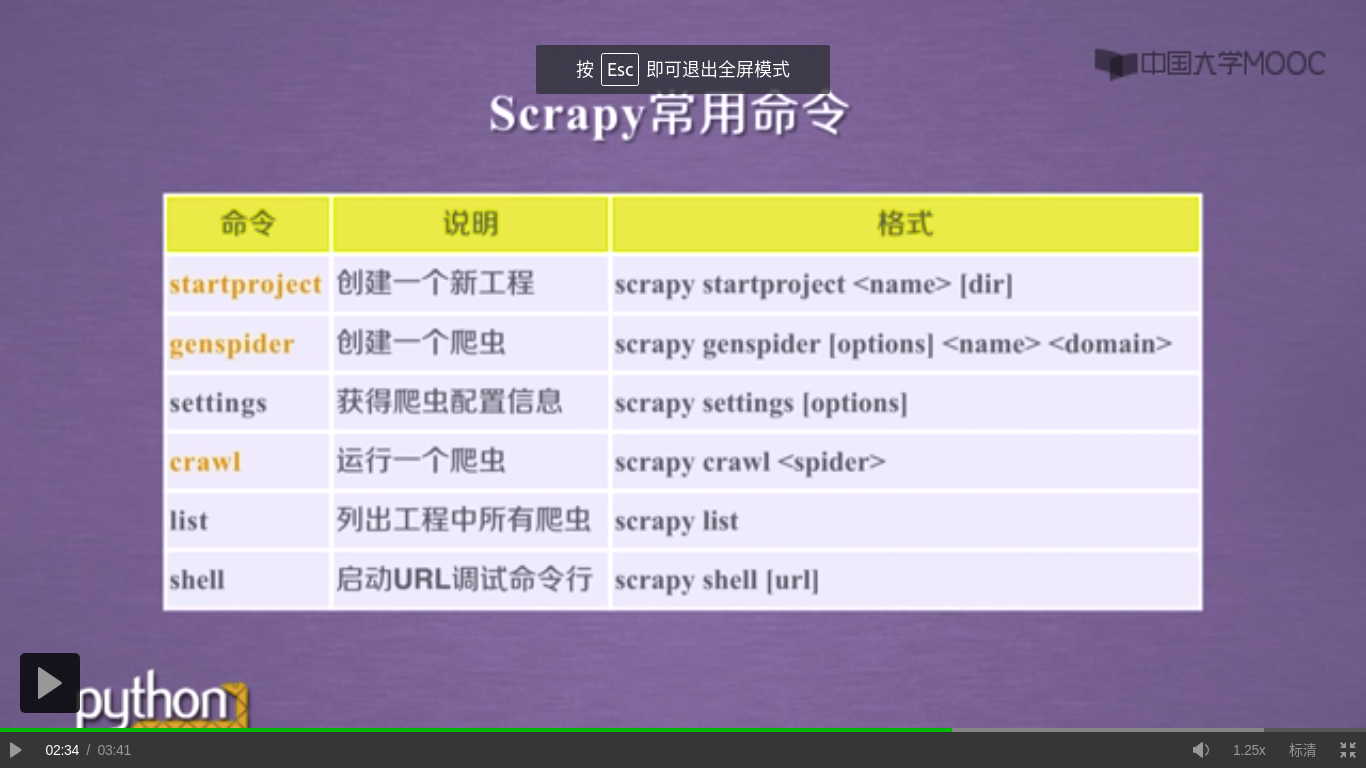 按 Esc 即可退出全屏模式
中国大学MOOC
Scrapy常用命令
命令 说明 格式
startproject 创建一个新工程 scrapy startproject <name> [dir]
genspider 创建一个爬虫 scrapy genspider [options] <name> <domain>
settings 获得爬虫配置信息 scrapy settings [options]
crawl 运行一个爬虫 scrapy crawl <spider>
list 列出工程中所有爬虫 scrapy list
shell 启动URL调试命令行 scrapy shell [url]
python
02:34 / 03:41 1.25x 标清